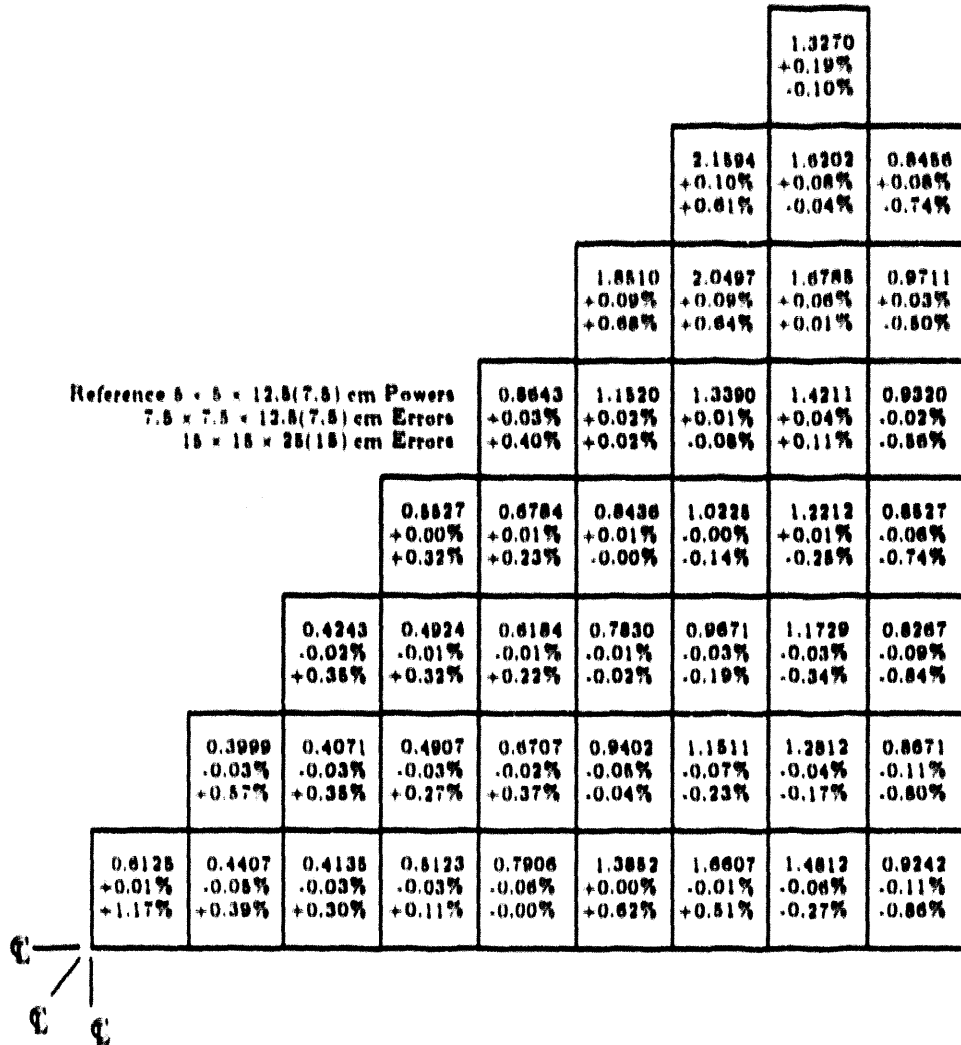 1.3270
+0.19%
-0.10%
2.1594 1.6202 0.8456
+0.10% +0.08% +0.08%
+0.61% -0.04% -0.74%
1.8510 2.0497 1.6785 0.9711
+0.09% +0.09% +0.06% +0.03%
+0.68% +0.64% +0.01% -0.50%
Reference 5 × 5 × 12.5(7.5) cm Powers
7.5 × 7.5 × 12.5(7.5) cm Errors
15 × 15 × 25(15) cm Errors
0.8643 1.1520 1.3390 1.4211 0.9320
+0.03% +0.02% +0.01% +0.04% -0.02%
+0.40% +0.02% -0.08% +0.11% -0.56%
0.5527 0.6784 0.8436 1.0225 1.2212 0.8527
+0.00% +0.01% +0.01% -0.00% +0.01% -0.06%
+0.32% +0.23% -0.00% -0.14% -0.25% -0.74%
0.4243 0.4924 0.6184 0.7830 0.9671 1.1729 0.8267
-0.02% -0.01% -0.01% -0.01% -0.03% -0.03% -0.09%
+0.35% +0.32% +0.22% -0.02% -0.19% -0.34% -0.84%
0.3999 0.4071 0.4907 0.6707 0.9402 1.1511 1.2812 0.8671
-0.03% -0.03% -0.03% -0.02% -0.05% -0.07% -0.04% -0.11%
+0.57% +0.35% +0.27% +0.37% -0.04% -0.23% -0.17% -0.80%
0.6125 0.4407 0.4135 0.5123 0.7906 1.3852 1.6607 1.4812 0.9242
+0.01% -0.05% -0.03% -0.03% -0.06% +0.00% -0.01% -0.06% -0.11%
+1.17% +0.39% +0.30% +0.11% -0.00% +0.62% +0.51% -0.27% -0.86%
℄
℄
℄